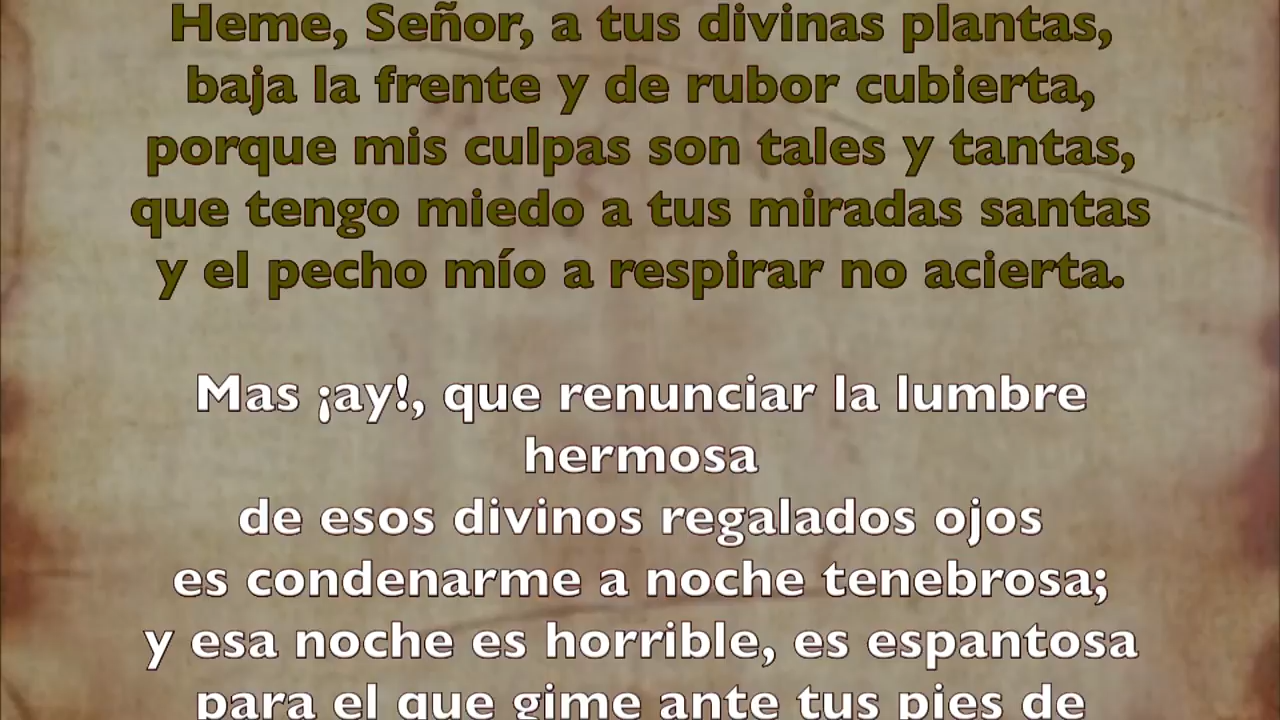 Heme, Señor, a tus divinas plantas,
baja la frente y de rubor cubierta,
porque mis culpas son tales y tantas,
que tengo miedo a tus miradas santas
y el pecho mío a respirar no acierta.
Mas ¡ay!, que renunciar la lumbre
hermosa
de esos divinos regalados ojos
es condenarme a noche tenebrosa;
y esa noche es horrible, es espantosa
para el que gime ante tus pies de